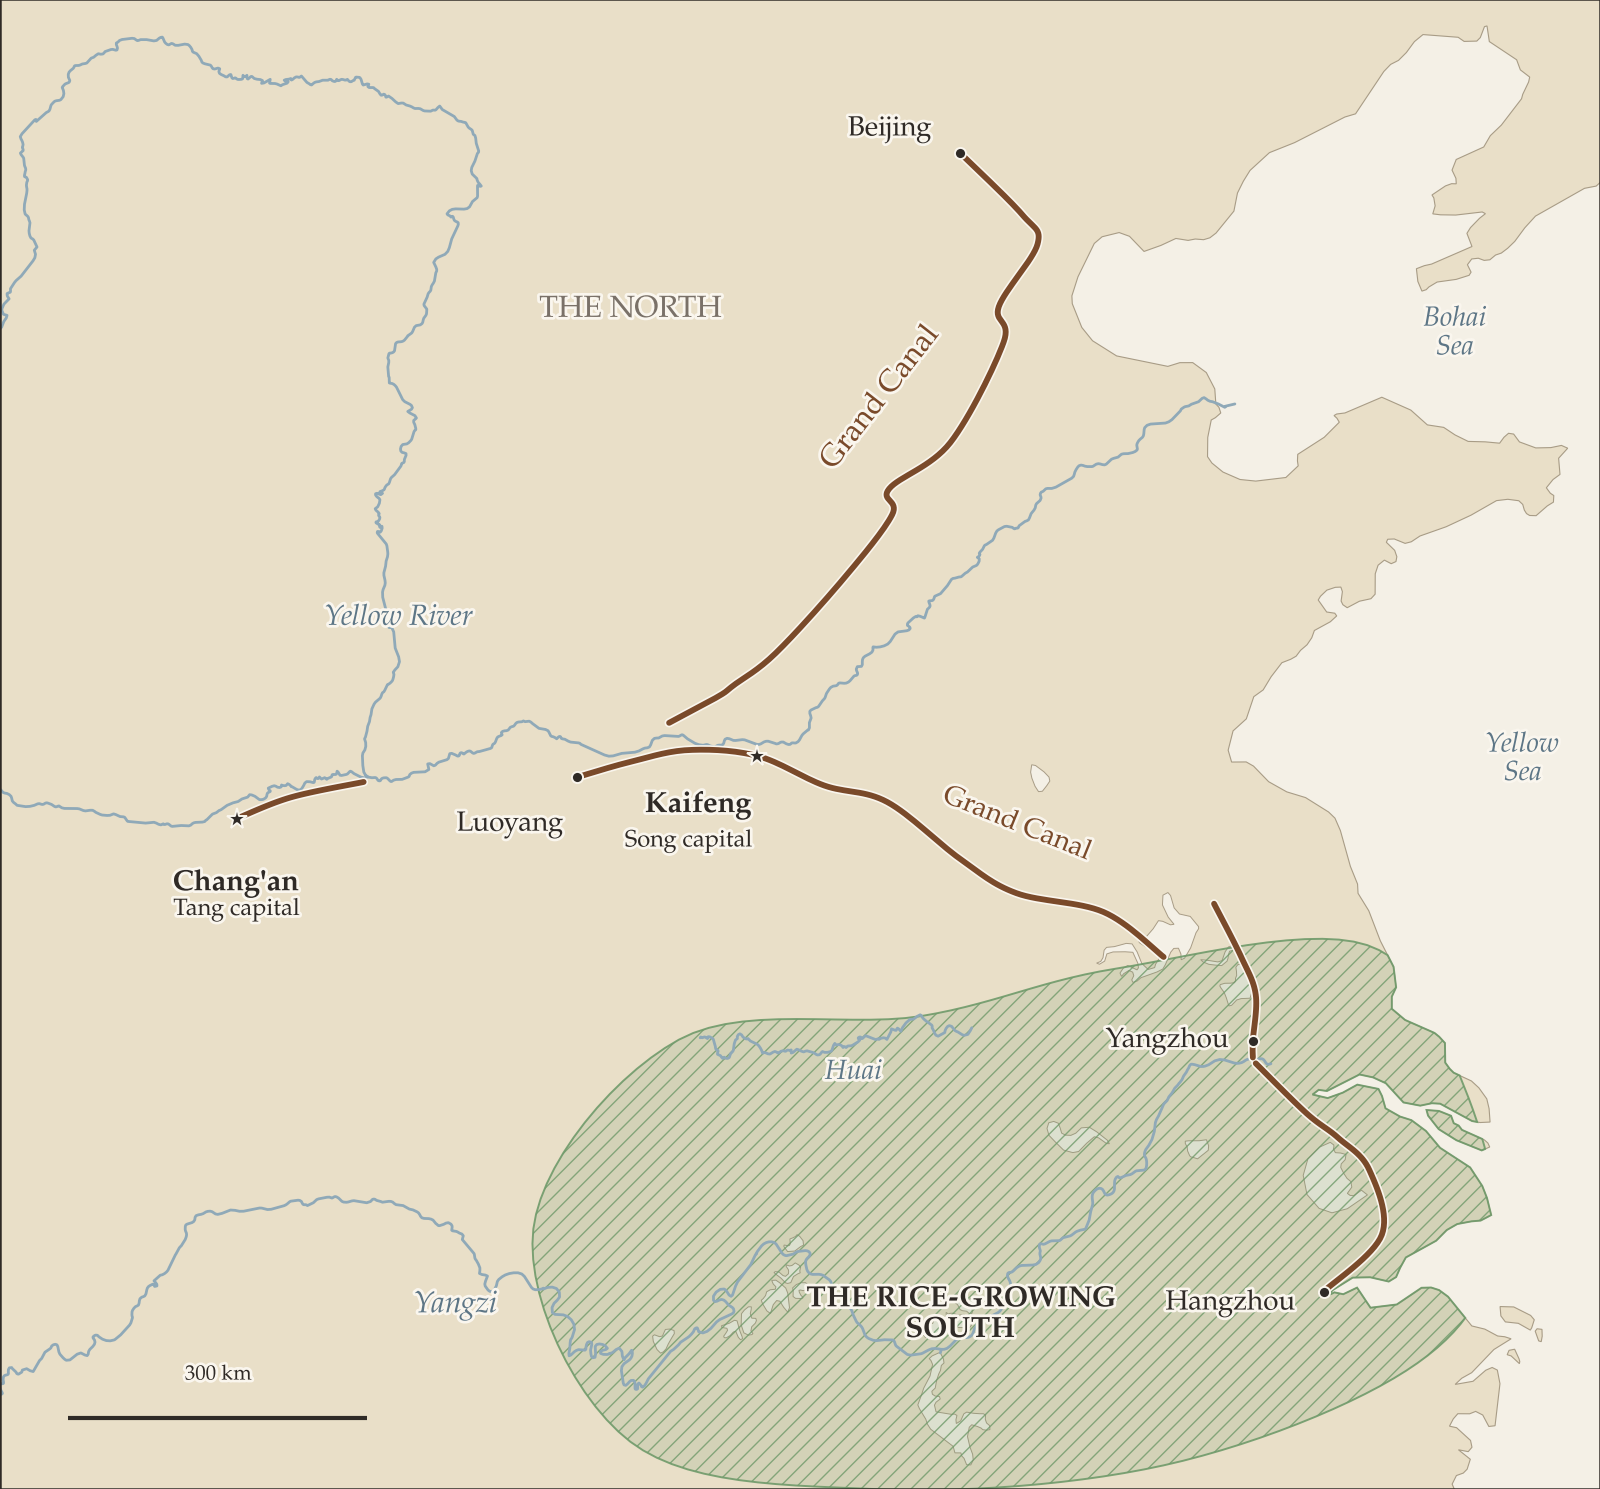 Beijing
THE NORTH
Bohai
Sea
Grand Canal
Yellow River
Yellow
Sea
Grand Canal
Kaifeng
Song capital
Luoyang
Chang'an
Tang capital
Yangzhou
Huai
THE RICE-GROWING
SOUTH
Hangzhou
Yangzi
300 km